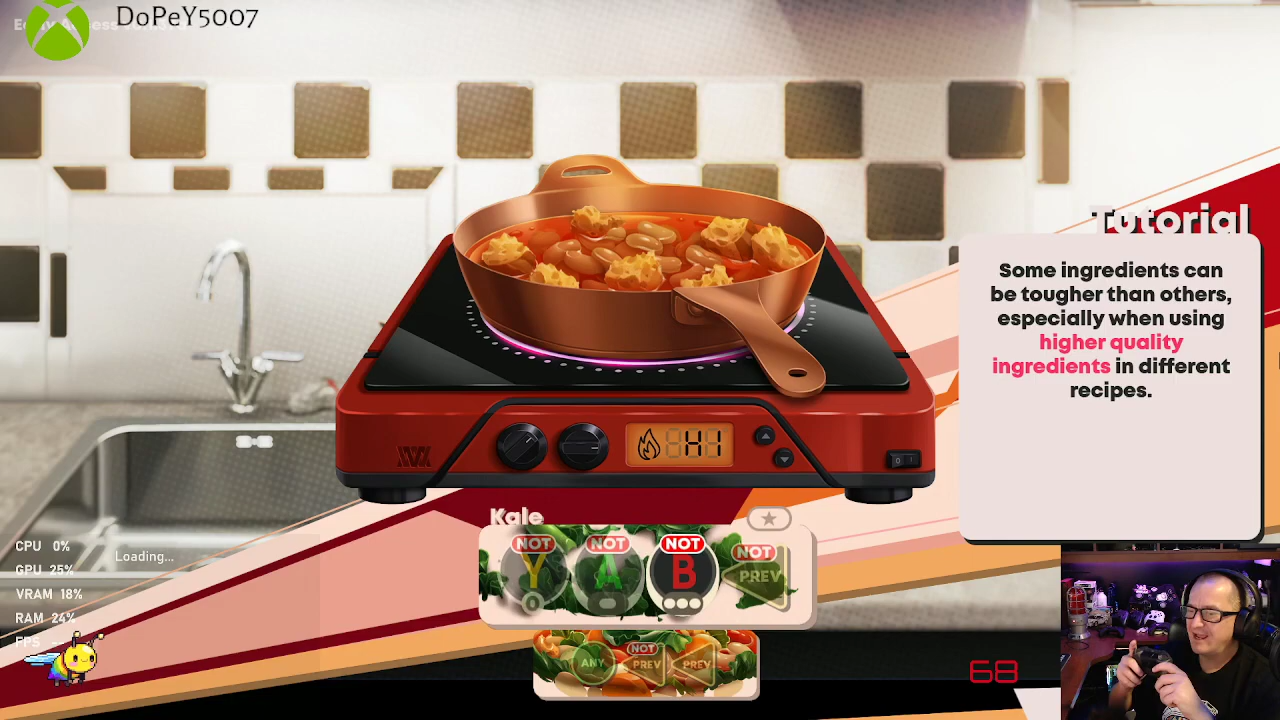 DoPeY5007
Tutorial
Some ingredients can
be tougher than others,
especially when using
higher quality
ingredients in different
recipes.
HI
0 I
Kale
NOT NOT NOT NOT
Y A B PREV
NOT
ANY PREV PREV
CPU 0%
GPU 25%
VRAM 18%
RAM 24%
FPS --
Loading...
68